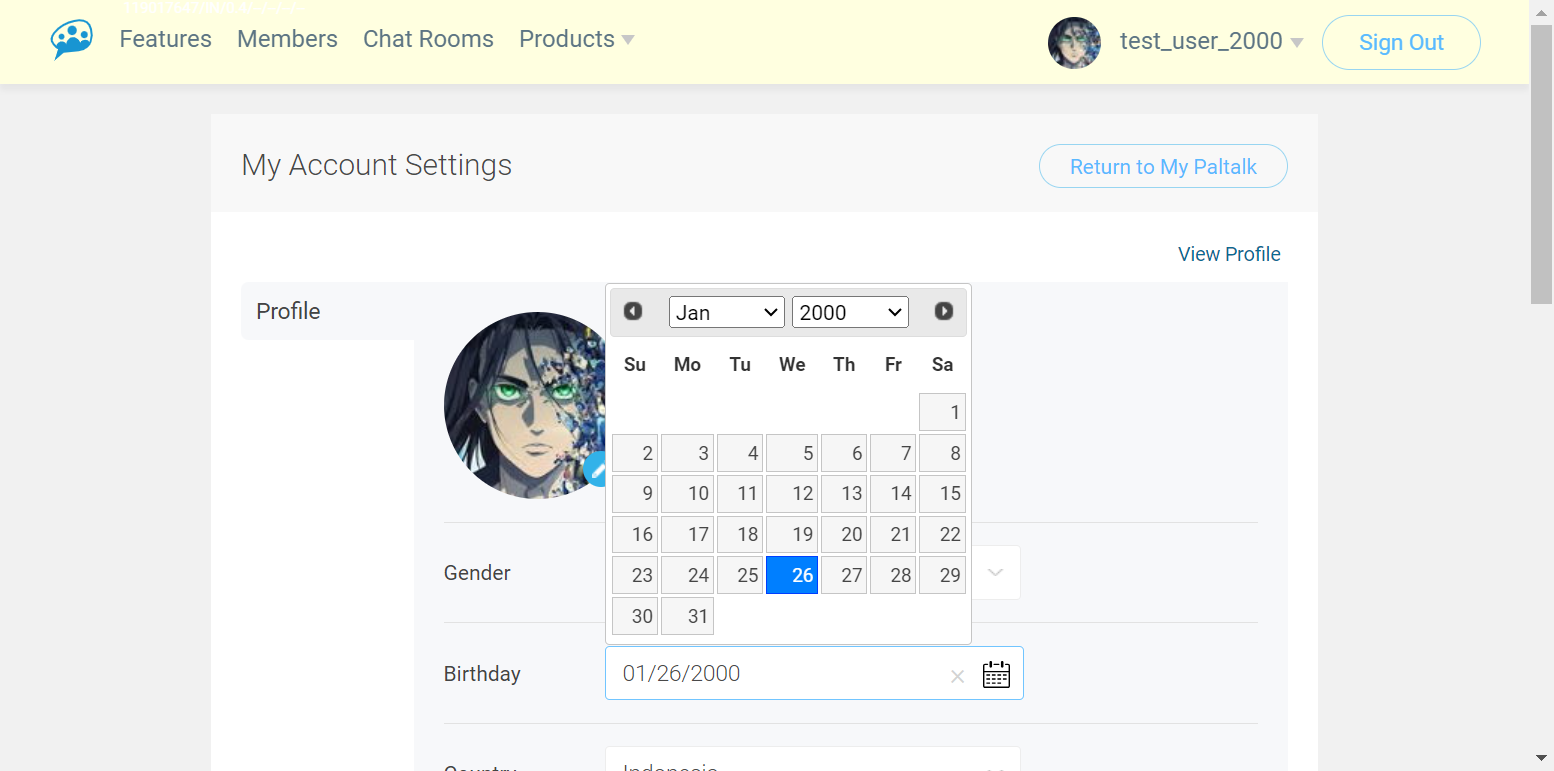 Features Members Chat Rooms Products test_user_2000 Sign Out
My Account Settings Return to My Paltalk
View Profile
Profile
Jan 2000
Su Mo Tu We Th Fr Sa
1
2 3 4 5 6 7 8
9 10 11 12 13 14 15
16 17 18 19 20 21 22
23 24 25 26 27 28 29
30 31
Gender
Birthday 01/26/2000
Country Indonesia